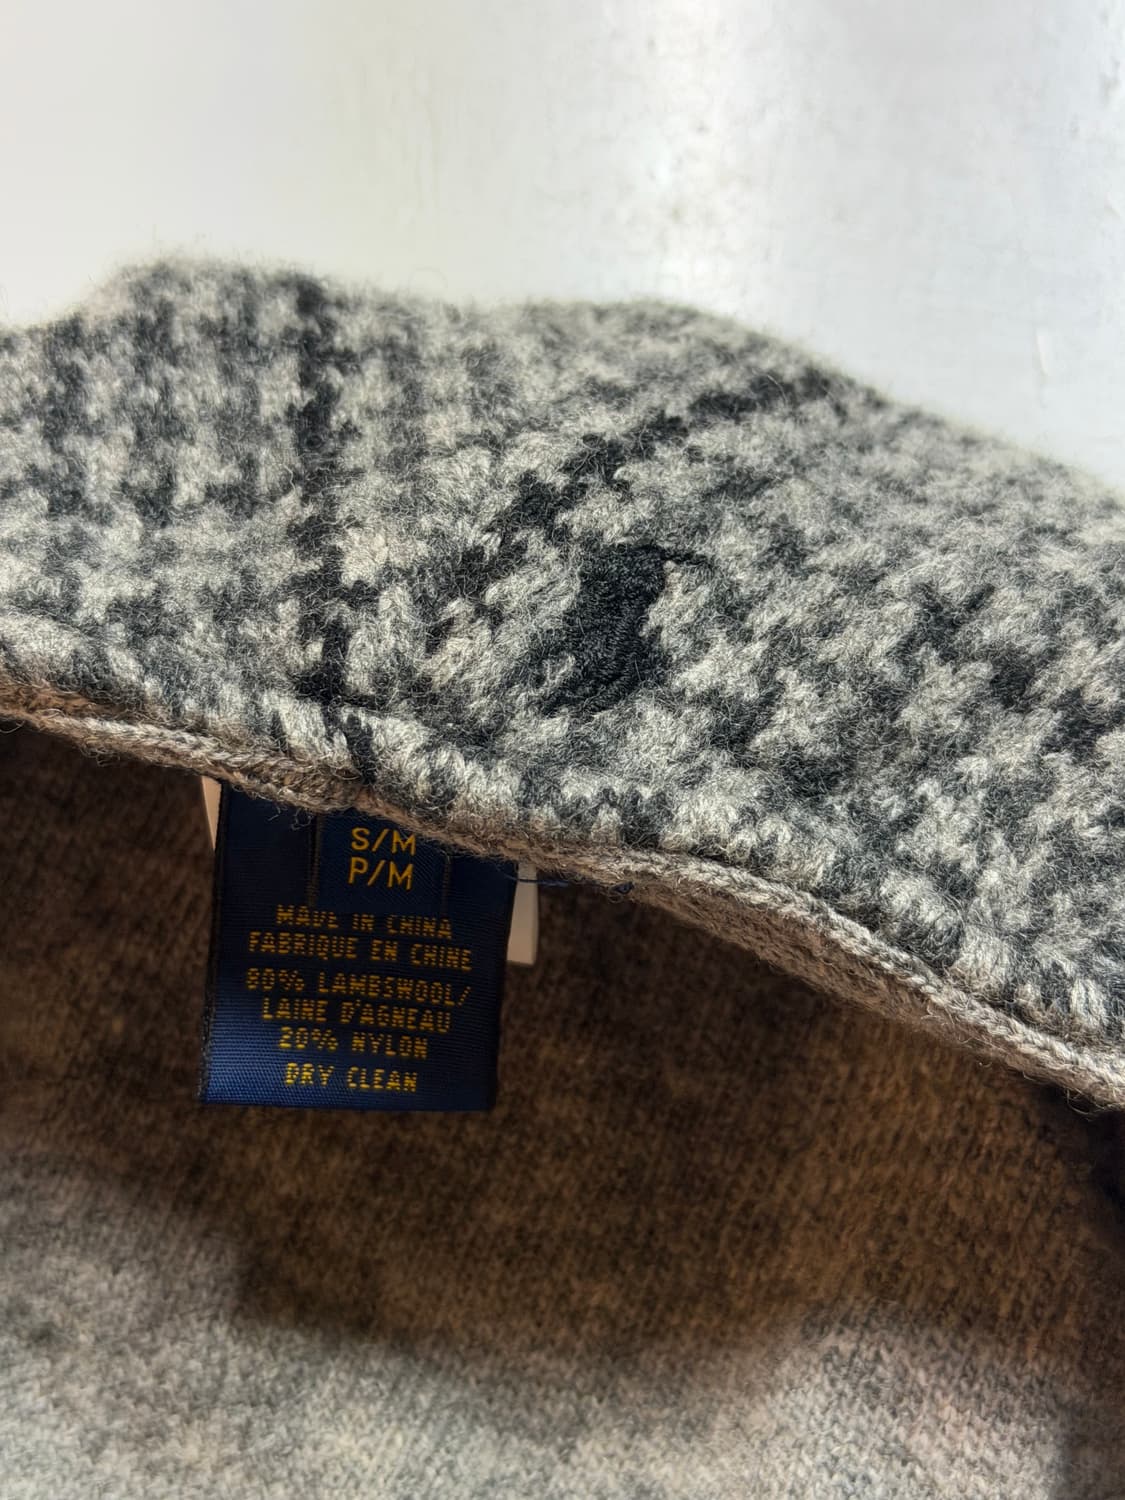 S/M
P/M
MADE IN CHINA
FABRIQUE EN CHINE
80% LAMBSWOOL/
LAINE D'AGNEAU
20% NYLON
DRY CLEAN